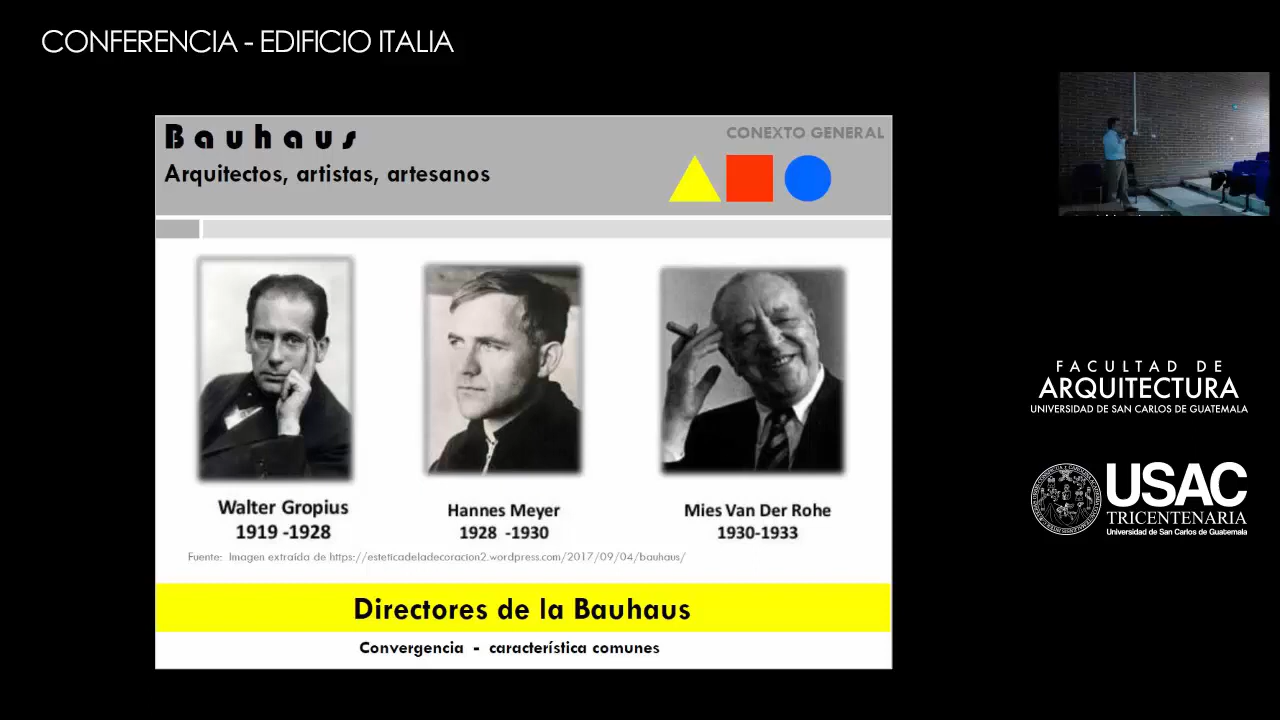 CONFERENCIA - EDIFICIO ITALIA
Bauhaus
CONEXTO GENERAL
Arquitectos, artistas, artesanos
Walter Gropius
1919 -1928
Hannes Meyer
1928 -1930
Mies Van Der Rohe
1930-1933
Fuente: Imagen extraída de https://esteticadeladecoracion2.wordpress.com/2017/09/04/bauhaus/
Directores de la Bauhaus
Convergencia - característica comunes
FACULTAD DE
ARQUITECTURA
UNIVERSIDAD DE SAN CARLOS DE GUATEMALA
USAC
TRICENTENARIA
Universidad de San Carlos de Guatemala